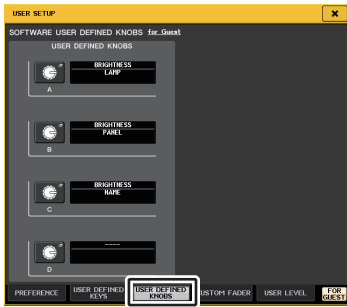 USER SETUP
SOFTWARE USER DEFINED KNOBS for Guest
USER DEFINED KNOBS
BRIGHTNESS
LAMP
A
BRIGHTNESS
PANEL
B
BRIGHTNESS
NAME
C
----
D
PREFERENCE
USER DEFINED
KEYS
USER DEFINED
KNOBS
CUSTOM FADER
USER LEVEL
FOR
GUEST